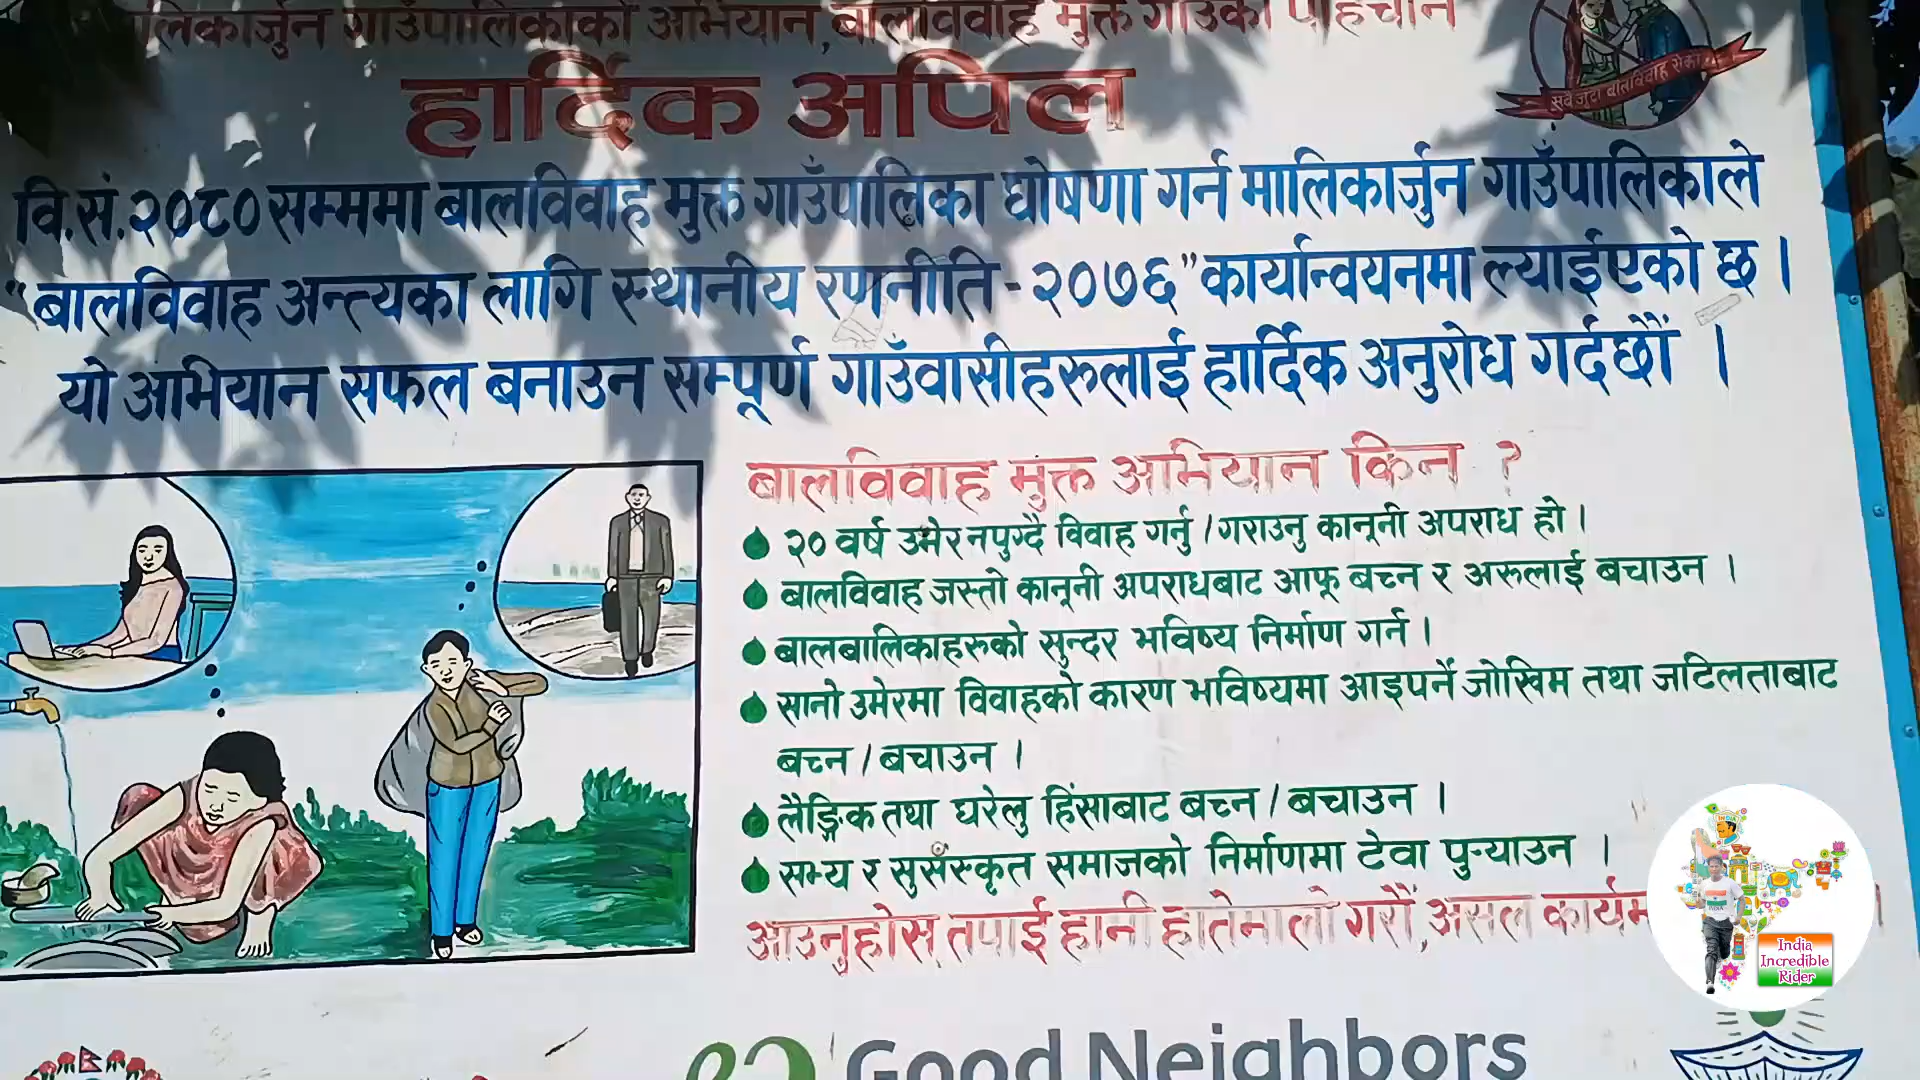 लिकार्जुन गाउँपालिकाको अभियान, बालविवाह मुक्त गाउँको पहिचान
हार्दिक अपिल
वि.सं.२०८० सम्ममा बालविवाह मुक्त गाउँपालिका घोषणा गर्न मालिकार्जुन गाउँपालिकाले
“बालविवाह अन्त्यका लागि स्थानीय रणनीति - २०७६” कार्यान्वयनमा ल्याईएको छ ।
यो अभियान सफल बनाउन सम्पूर्ण गाउँवासीहरुलाई हार्दिक अनुरोध गर्दछौं ।
बालविवाह मुक्त अभियान किन ?
२० वर्ष उमेर नपुग्दै विवाह गर्नु / गराउनु कानूनी अपराध हो ।
बालविवाह जस्तो कानूनी अपराधबाट आफू बच्न र अरुलाई बचाउन ।
बालबालिकाहरुको सुन्दर भविष्य निर्माण गर्न ।
सानो उमेरमा विवाहको कारण भविष्यमा आइपर्ने जोखिम तथा जटिलताबाट
बच्न / बचाउन ।
लैङ्गिक तथा घरेलु हिंसाबाट बच्न / बचाउन ।
सभ्य र सुसँस्कृत समाजको निर्माणमा टेवा पुऱ्याउन ।
आउनुहोस् तपाई हामी हातेमालो गरौं, असल
Good Neighbors
India
Incredible
Rider